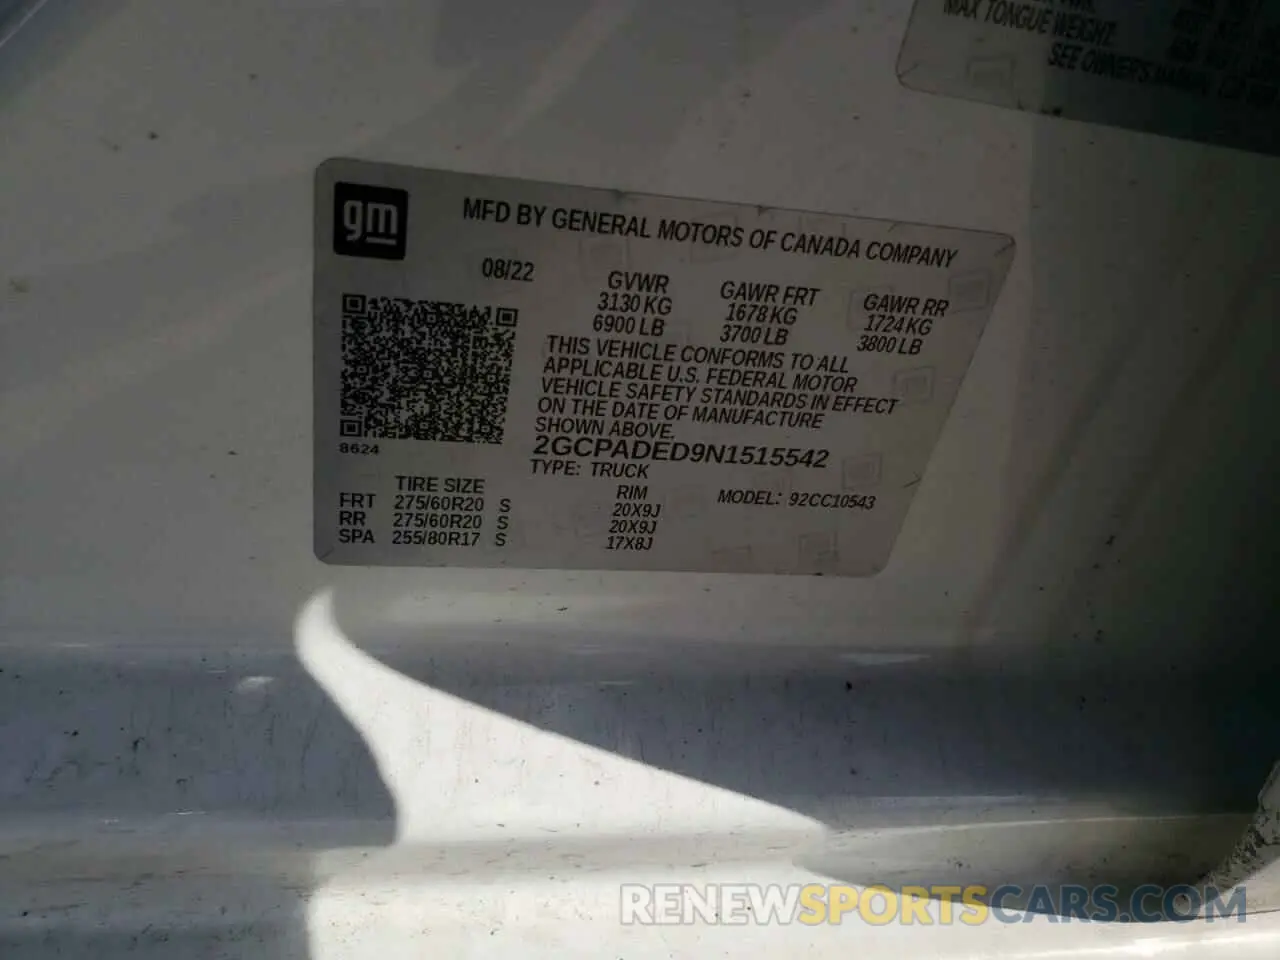 MAX TONGUE WEIGHT:
SEE OWNER'S MANUAL
gm
MFD BY GENERAL MOTORS OF CANADA COMPANY
08/22 GVWR GAWR FRT GAWR RR
3130 KG 1678 KG 1724 KG
6900 LB 3700 LB 3800 LB
THIS VEHICLE CONFORMS TO ALL
APPLICABLE U.S. FEDERAL MOTOR
VEHICLE SAFETY STANDARDS IN EFFECT
ON THE DATE OF MANUFACTURE
SHOWN ABOVE.
8624
2GCPADED9N1515542
TYPE: TRUCK
TIRE SIZE RIM MODEL: 92CC10543
FRT 275/60R20 S 20X9J
RR 275/60R20 S 20X9J
SPA 255/80R17 S 17X8J
RENEWSPORTSCARS.COM